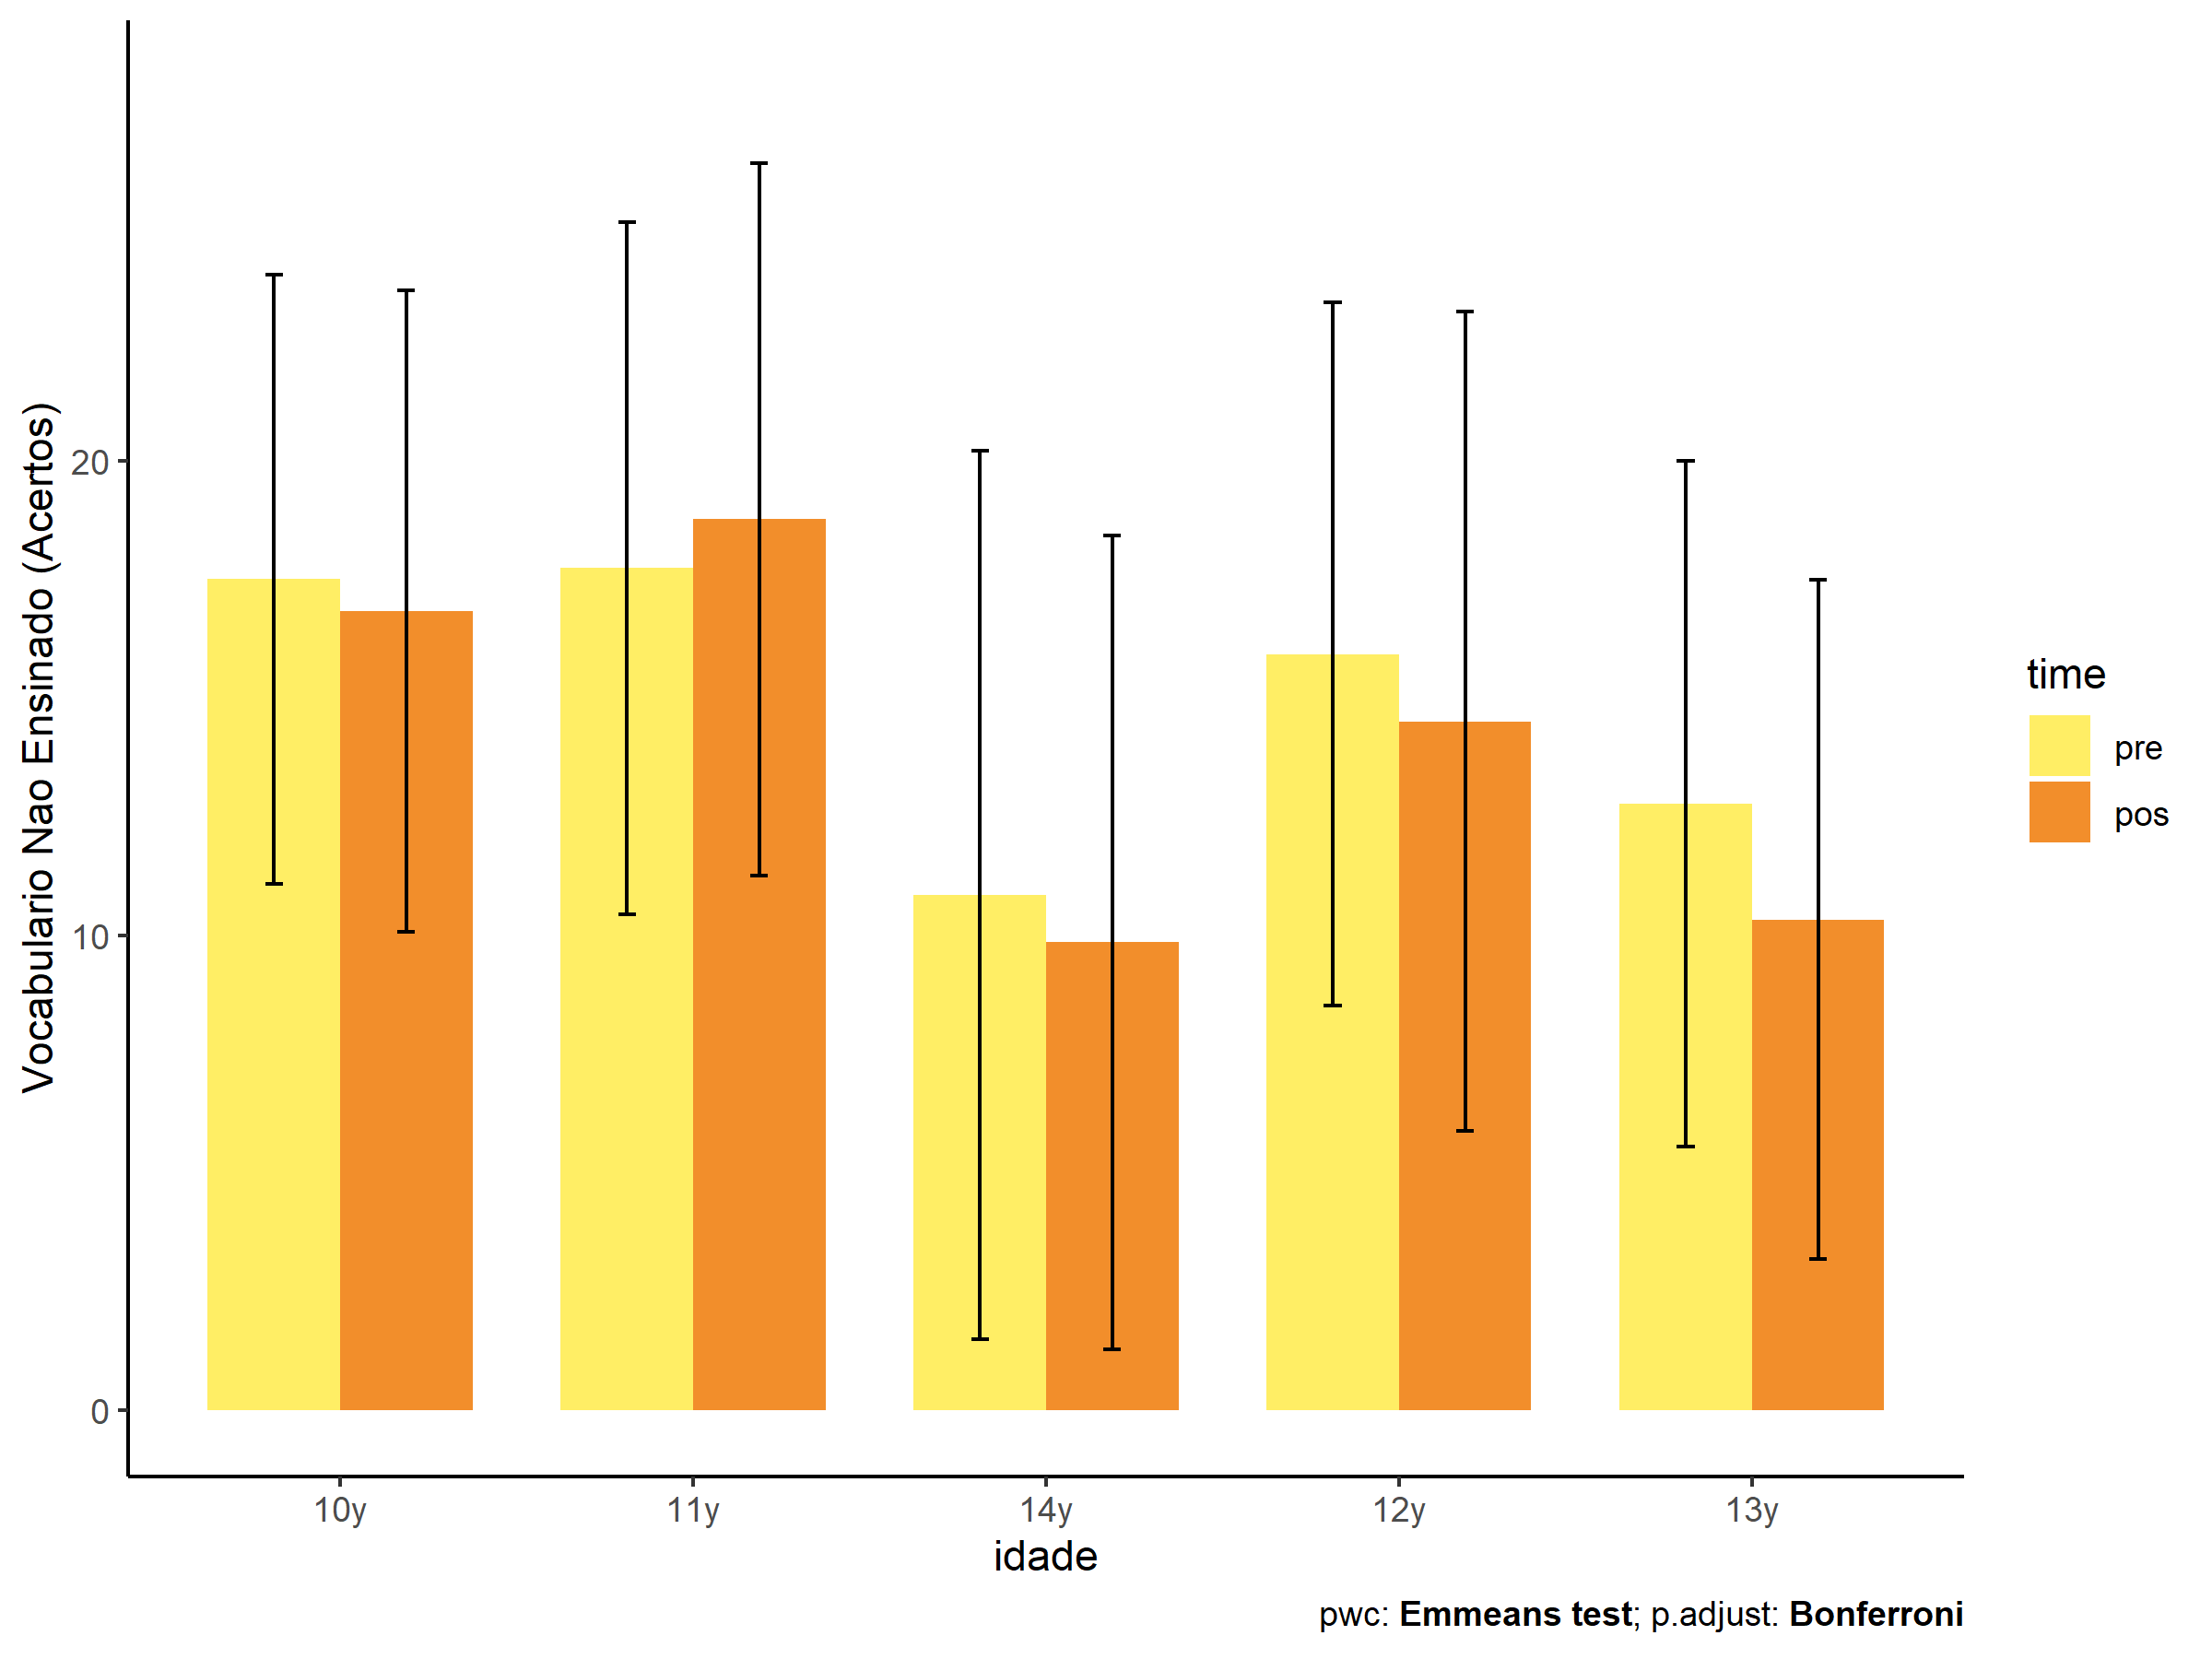 Vocabulario Nao Ensinado (Acertos)
20
10
0
10y
11y
14y
12y
13y
idade
time
pre
pos
pwc: Emmeans test; p.adjust: Bonferroni